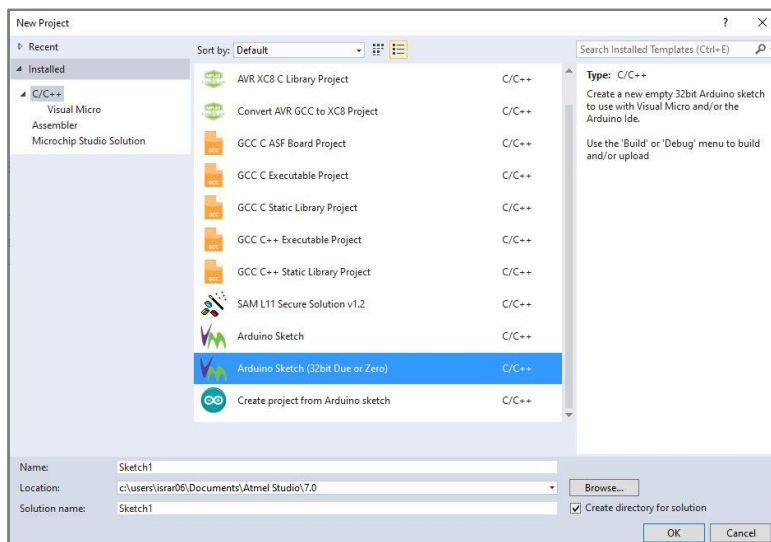 New Project
? X
Recent
Sort by: Default
Search Installed Templates (Ctrl+E)
Installed
C/C++
Visual Micro
Assembler
Microchip Studio Solution
AVR XC8 C Library Project C/C++
Convert AVR GCC to XC8 Project C/C++
GCC C ASF Board Project C/C++
GCC C Executable Project C/C++
GCC C Static Library Project C/C++
GCC C++ Executable Project C/C++
GCC C++ Static Library Project C/C++
SAM L11 Secure Solution v1.2 C/C++
Arduino Sketch C/C++
Arduino Sketch (32bit Due or Zero) C/C++
Create project from Arduino sketch C/C++
Type: C/C++
Create a new empty 32bit Arduino sketch
to use with Visual Micro and/or the
Arduino Ide.
Use the 'Build' or 'Debug' menu to build
and/or upload
Name: Sketch1
Location: c:\users\israr06\Documents\Atmel Studio\7.0 Browse...
Solution name: Sketch1 Create directory for solution
OK Cancel